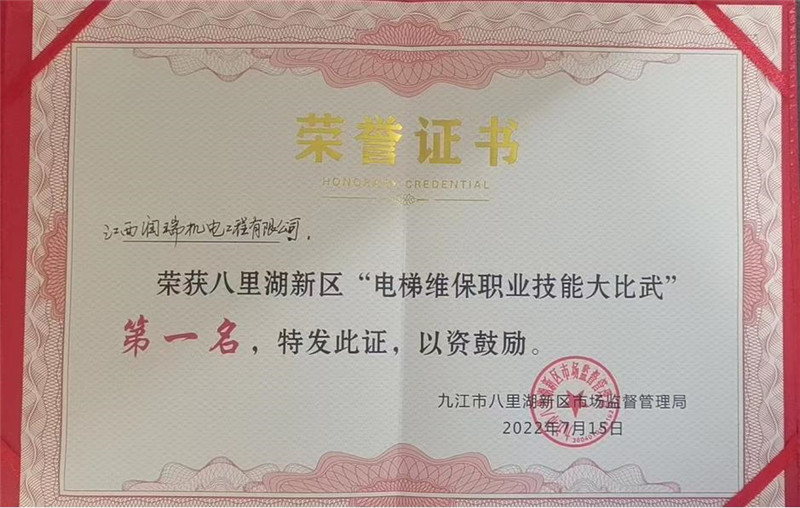 荣誉证书
HONORARY CREDENTIAL
江西润瑞机电工程有限公司：
荣获八里湖新区“电梯维保职业技能大比武”
第一名，特发此证，以资鼓励。
九江市八里湖新区市场监督管理局
2022年7月15日